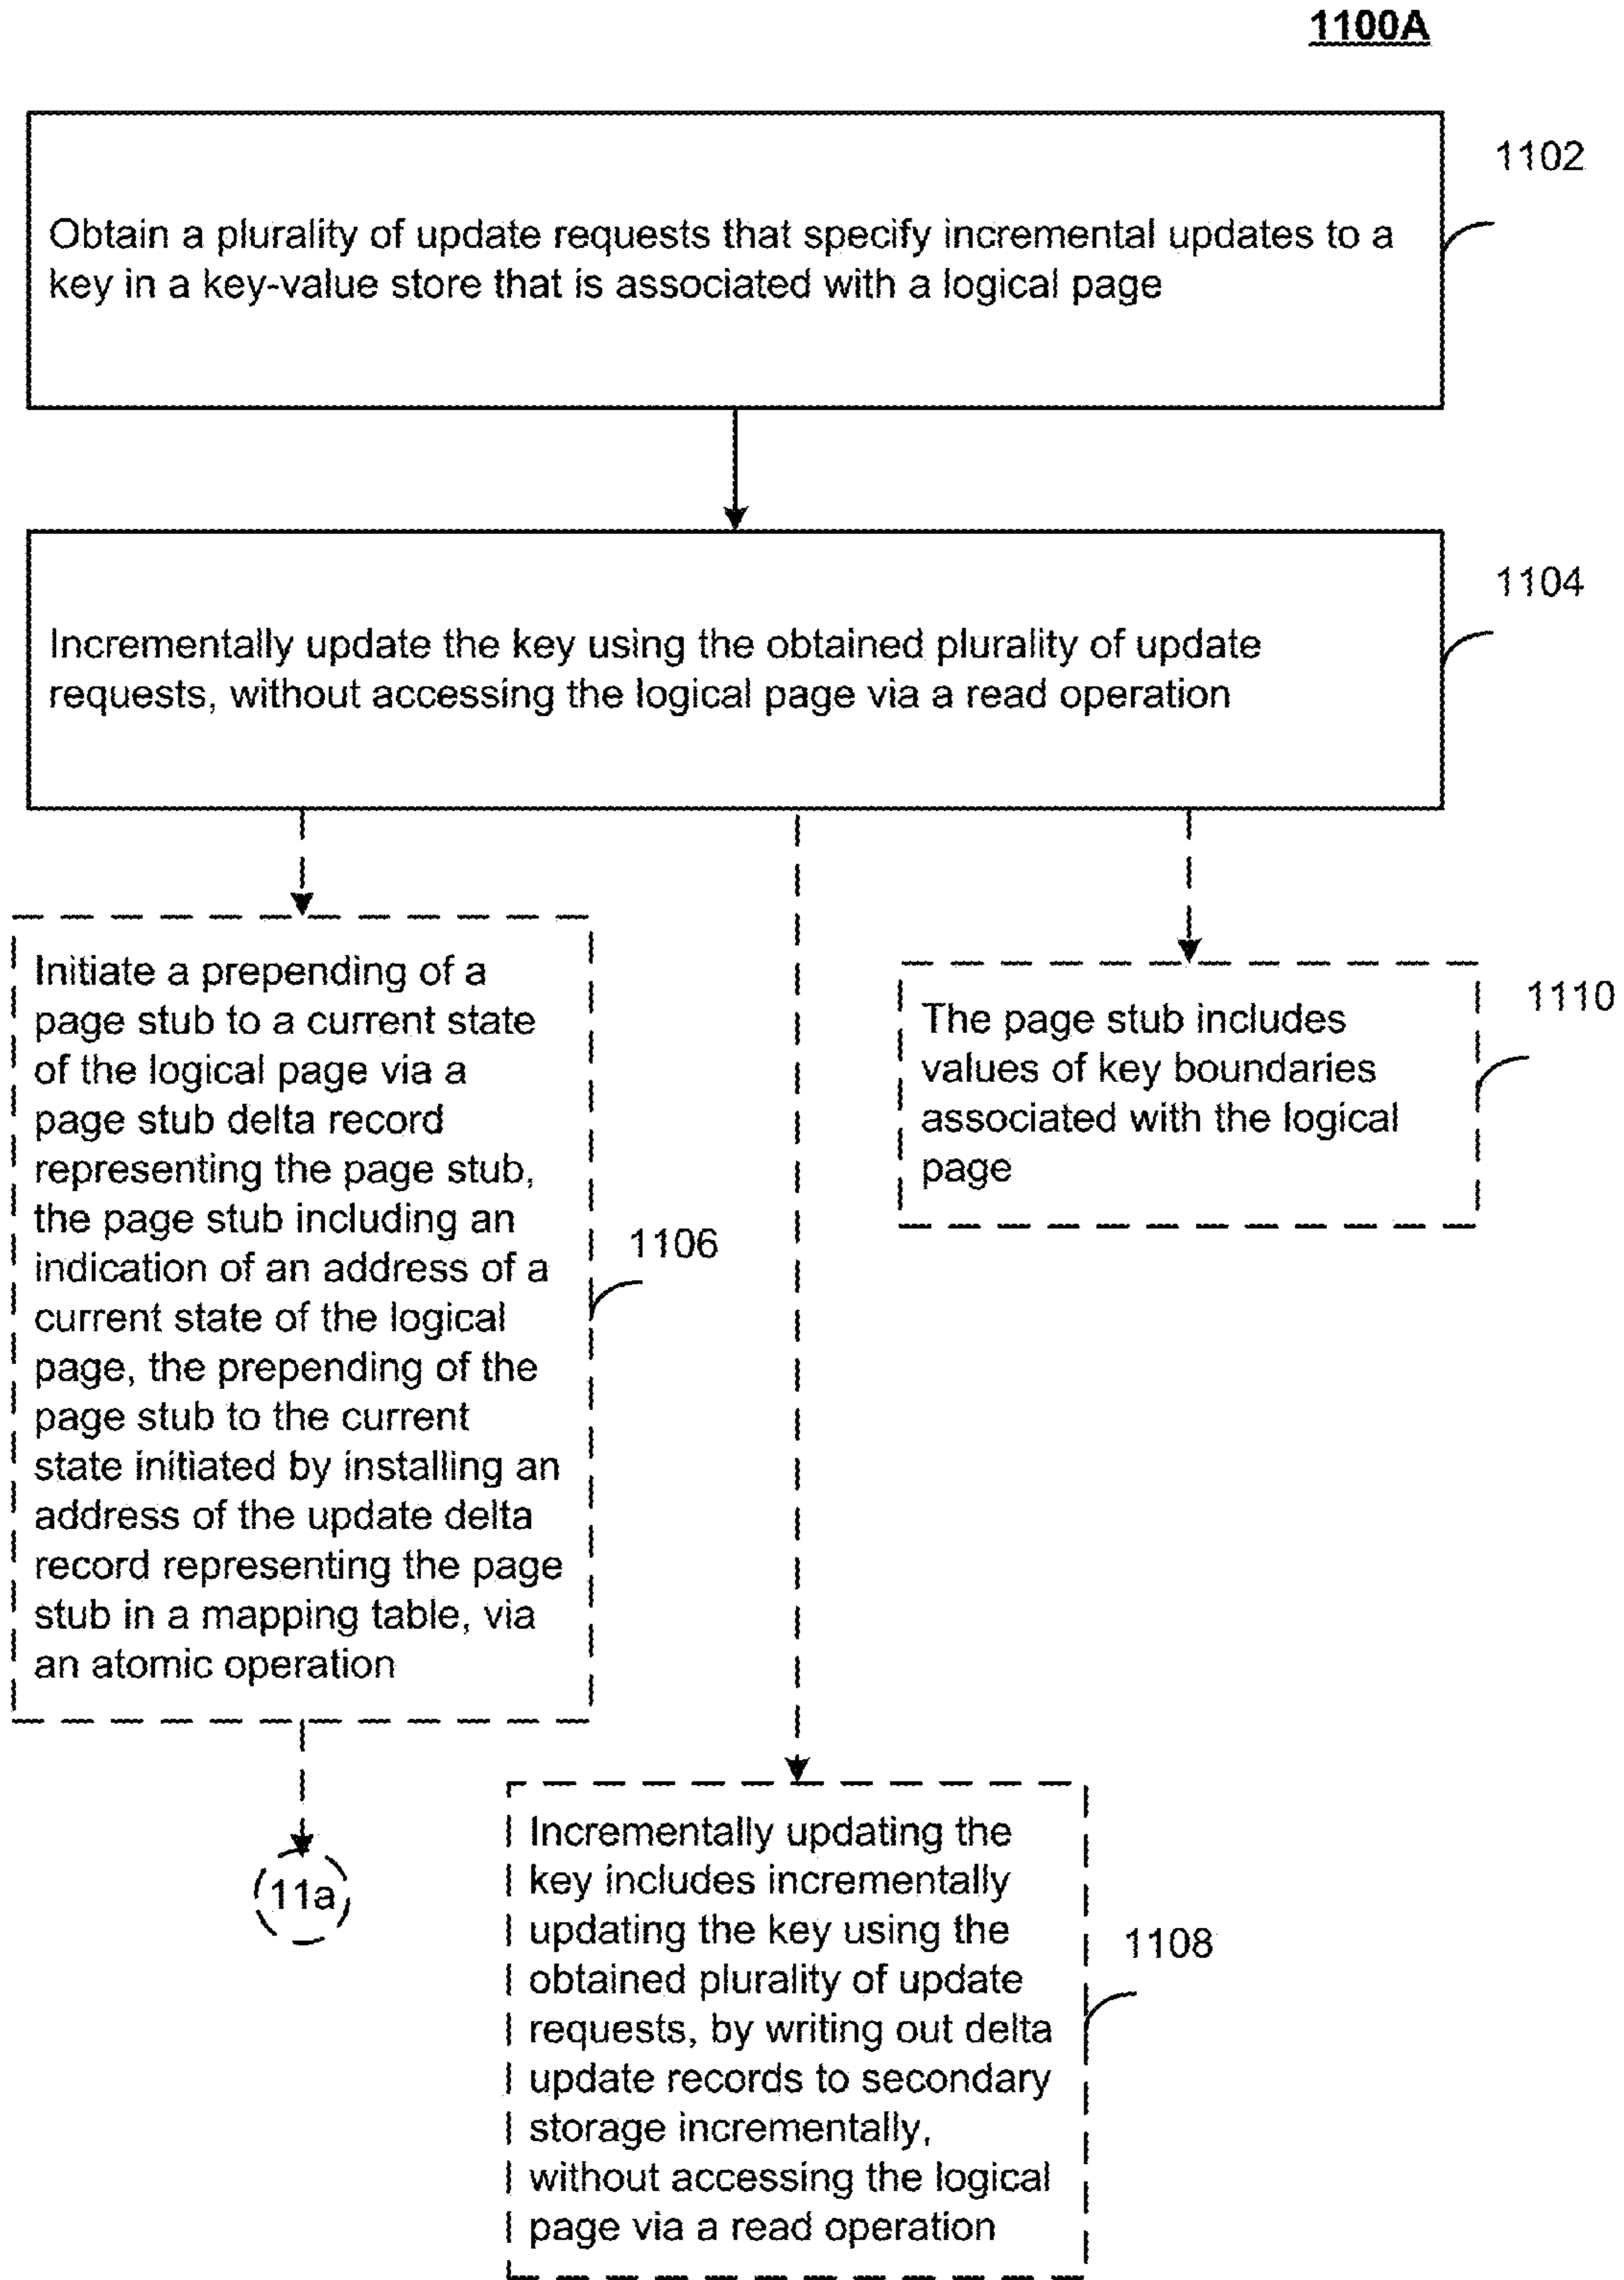 1100A
1102
Obtain a plurality of update requests that specify incremental updates to a
key in a key-value store that is associated with a logical page
1104
Incrementally update the key using the obtained plurality of update
requests, without accessing the logical page via a read operation
Initiate a prepending of a
page stub to a current state
of the logical page via a
page stub delta record
representing the page stub,
the page stub including an
indication of an address of a
current state of the logical
page, the prepending of the
page stub to the current
state initiated by installing an
address of the update delta
record representing the page
stub in a mapping table, via
an atomic operation
1106
The page stub includes
values of key boundaries
associated with the logical
page
1110
11a
Incrementally updating the
key includes incrementally
updating the key using the
obtained plurality of update
requests, by writing out delta
update records to secondary
storage incrementally,
without accessing the logical
page via a read operation
1108